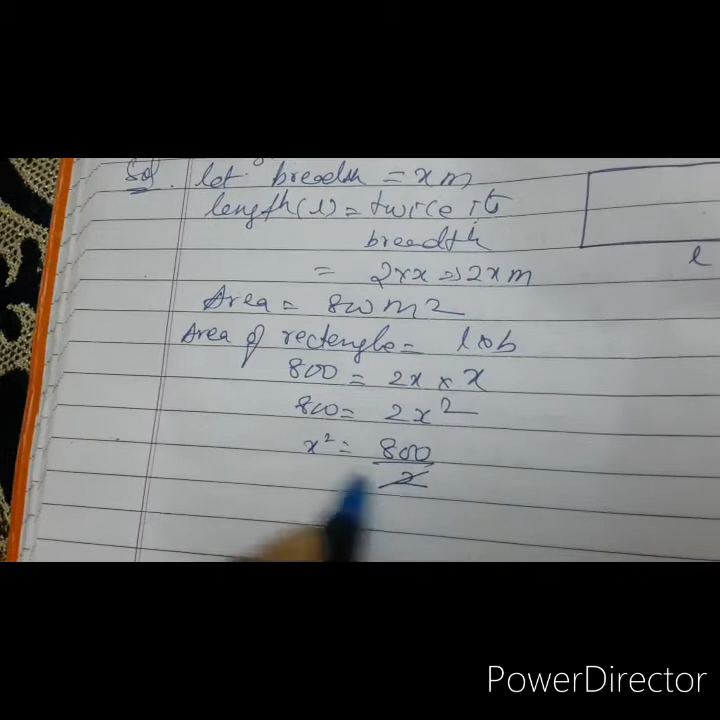 Sol. let breadth = x m
length(l) = twice its
breadth
= 2×x ⇒ 2x m
l
Area = 800 m2
Area of rectangle = l×b
800 = 2x × x
800 = 2x²
x² = 800
2
PowerDirector